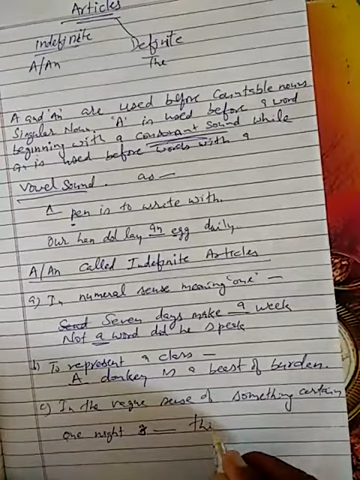 Articles
Indefinite Definite
A/An The
A and 'An' are used before countable nouns
Singular Noun, 'A' is used before a word
beginning with a consonant sound while
an is used before words with a
Vowel Sound. as —
A pen is to write with.
Our hen did lay an egg daily.
A/An Called Indefinite Articles
a) In numeral sense meaning 'one' —
Seven days make a week
Not a word did he speak
b) To represent a class —
A donkey is a beast of burden.
c) In the vague sense of something certain
one night — thi